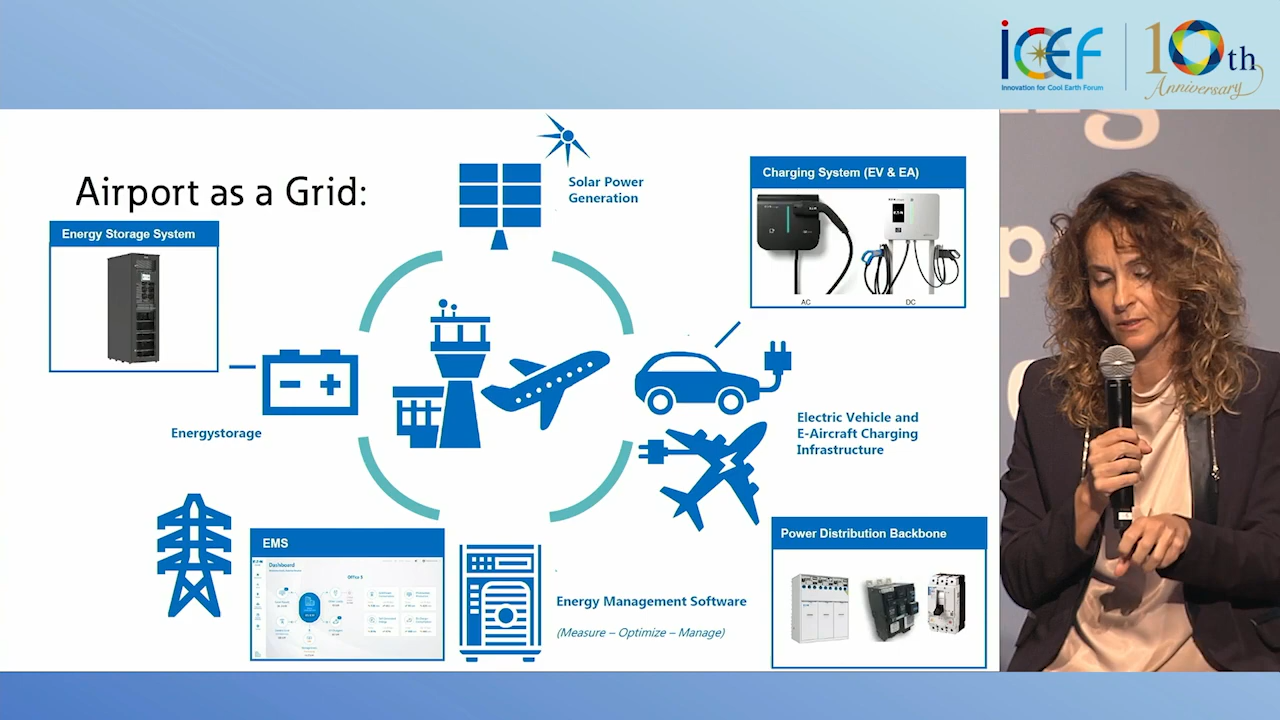 iCEF
Innovation for Cool Earth Forum
10th
Anniversary
Airport as a Grid:
Solar Power
Generation
Charging System (EV & EA)
AC
DC
Energy Storage System
Energystorage
Electric Vehicle and
E-Aircraft Charging
Infrastructure
EMS
Dashboard
Energy Management Software
(Measure – Optimize – Manage)
Power Distribution Backbone